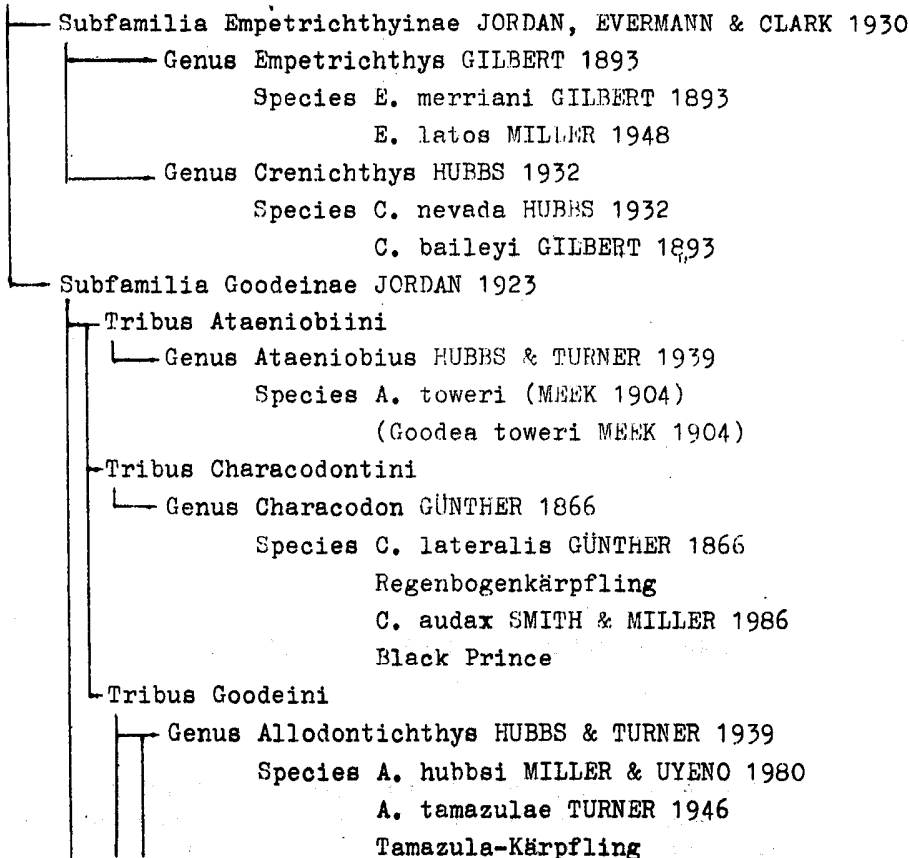 Subfamilia Empetrichthyinae JORDAN, EVERMANN & CLARK 1930
Genus Empetrichthys GILBERT 1893
Species E. merriani GILBERT 1893
E. latos MILLER 1948
Genus Crenichthys HUBBS 1932
Species C. nevada HUBBS 1932
C. baileyi GILBERT 1893
Subfamilia Goodeinae JORDAN 1923
Tribus Ataeniobiini
Genus Ataeniobius HUBBS & TURNER 1939
Species A. toweri (MEEK 1904)
(Goodea toweri MEEK 1904)
Tribus Characodontini
Genus Characodon GÜNTHER 1866
Species C. lateralis GÜNTHER 1866
Regenbogenkärpfling
C. audax SMITH & MILLER 1986
Black Prince
Tribus Goodeini
Genus Allodontichthys HUBBS & TURNER 1939
Species A. hubbsi MILLER & UYENO 1980
A. tamazulae TURNER 1946
Tamazula-Kärpfling